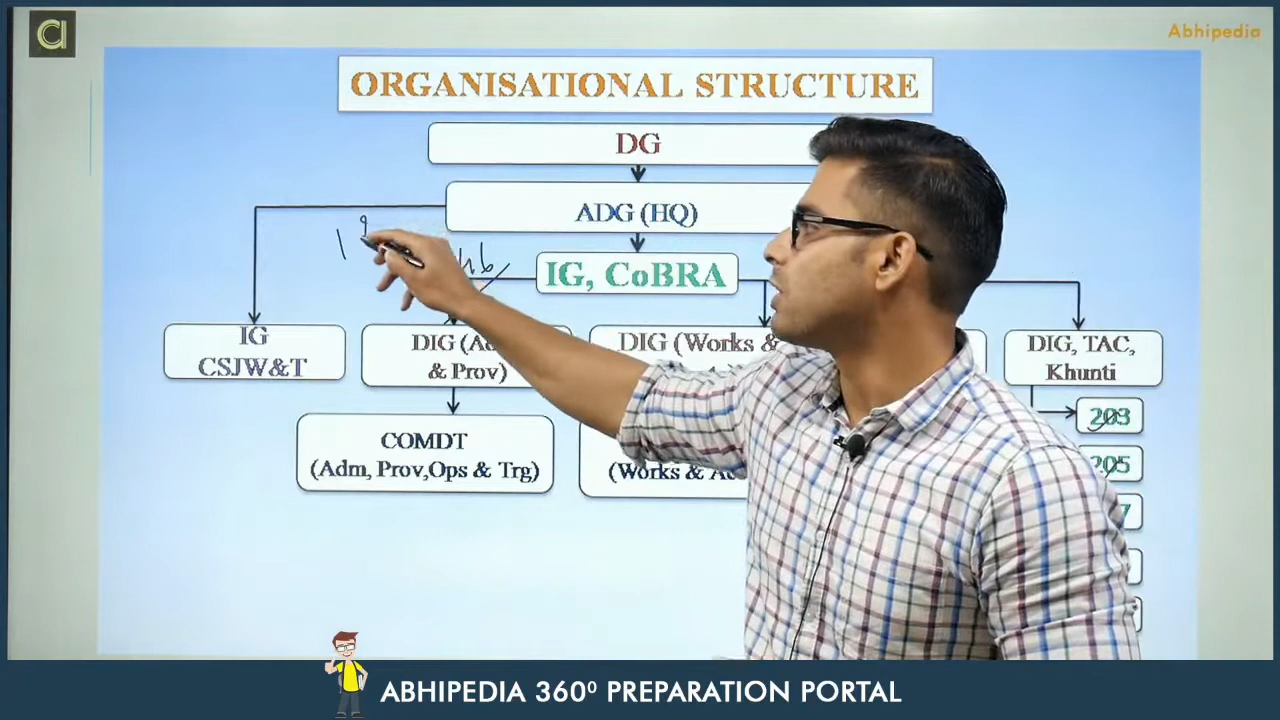 Abhipedia
ORGANISATIONAL STRUCTURE
DG
ADG (HQ)
IG, CoBRA
IG
CSJW&T
DIG
& Prov)
DIG (Works &
DIG, TAC,
Khunti
COMDT
(Adm, Prov,Ops & Trg)
(Works &
203
205
ABHIPEDIA 360⁰ PREPARATION PORTAL